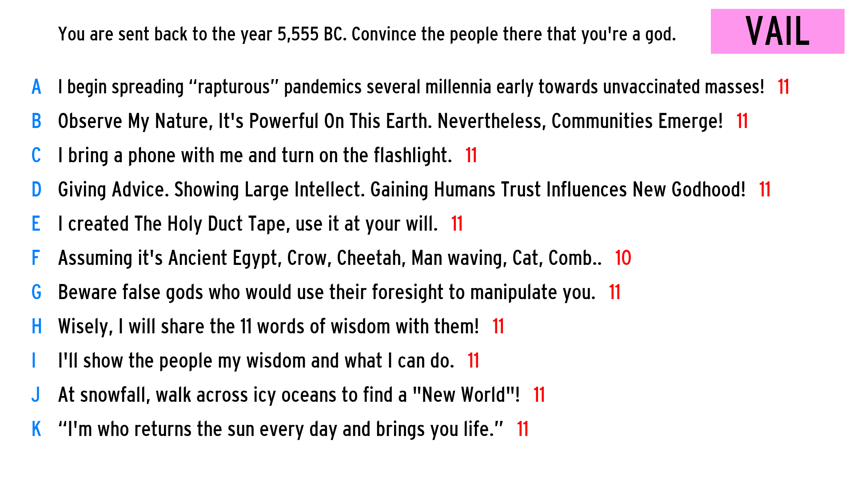 You are sent back to the year 5,555 BC. Convince the people there that you're a god.
VAIL
A I begin spreading “rapturous” pandemics several millennia early towards unvaccinated masses! 11
B Observe My Nature, It's Powerful On This Earth. Nevertheless, Communities Emerge! 11
C I bring a phone with me and turn on the flashlight. 11
D Giving Advice. Showing Large Intellect. Gaining Humans Trust Influences New Godhood! 11
E I created The Holy Duct Tape, use it at your will. 11
F Assuming it's Ancient Egypt, Crow, Cheetah, Man waving, Cat, Comb.. 10
G Beware false gods who would use their foresight to manipulate you. 11
H Wisely, I will share the 11 words of wisdom with them! 11
I I'll show the people my wisdom and what I can do. 11
J At snowfall, walk across icy oceans to find a "New World"! 11
K “I'm who returns the sun every day and brings you life.” 11